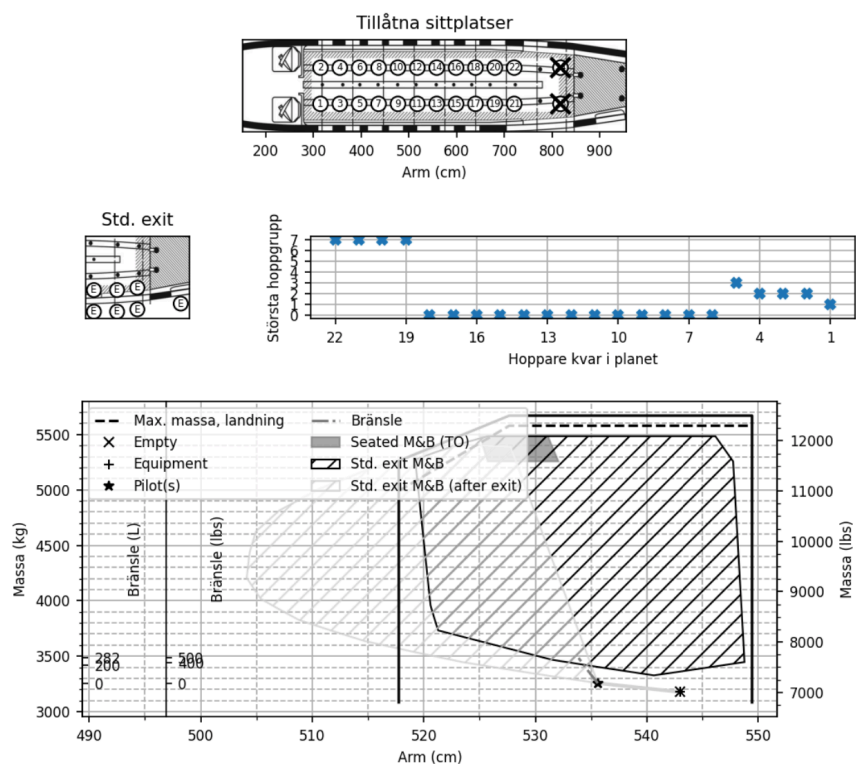 Tillåtna sittplatser
2 4 6 8 10 12 14 16 18 20 22
1 3 5 7 9 11 13 15 17 19 21
200 300 400 500 600 700 800 900
Arm (cm)
Std. exit
E E E
E E E E
Största hoppgrupp
7
6
5
4
3
2
1
0
22 19 16 13 10 7 4 1
Hoppare kvar i planet
Max. massa, landning
Empty
Equipment
Pilot(s)
Bränsle
Seated M&B (TO)
Std. exit M&B
Std. exit M&B (after exit)
Massa (kg)
5500
5000
4500
4000
3500
3000
Bränsle (L)
282
200
0
Bränsle (lbs)
500
400
0
12000
11000
10000
9000
8000
7000
Massa (lbs)
490 500 510 520 530 540 550
Arm (cm)